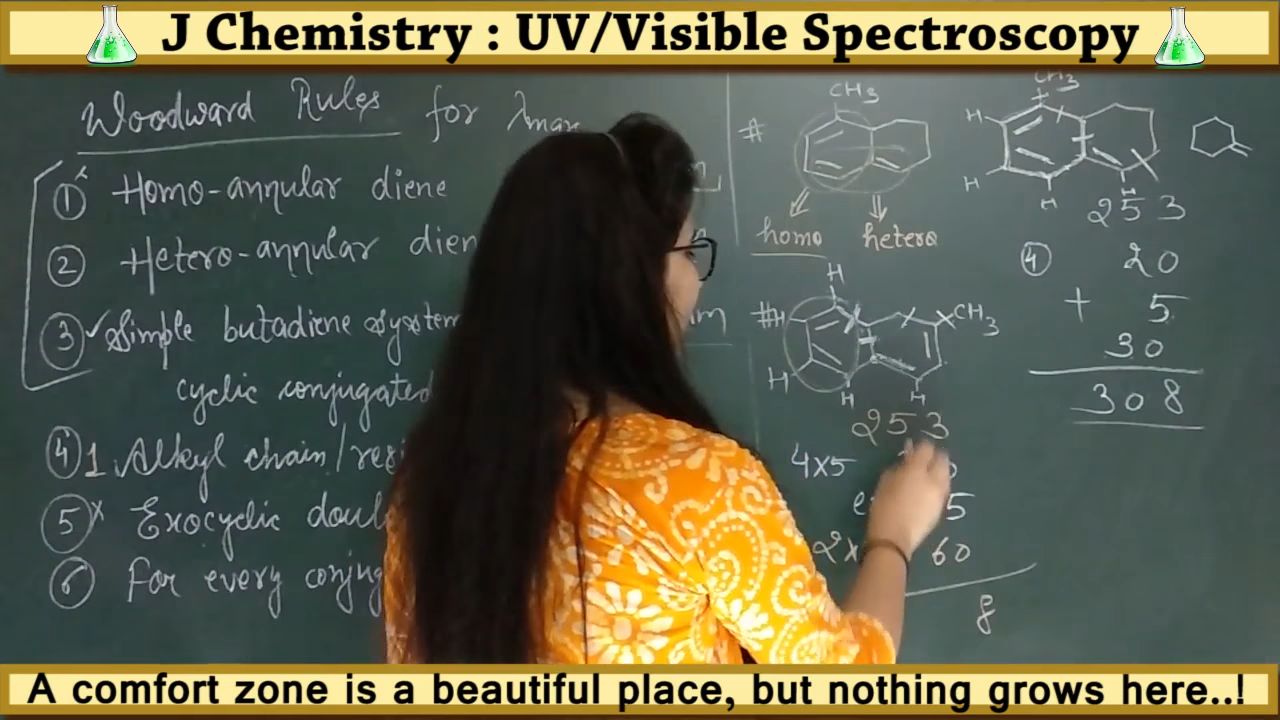 J Chemistry : UV/Visible Spectroscopy
Woodward Rules for λmax
① Homo-annular diene
② Hetero-annular dien
③ ✓ Simple butadiene system
cyclic conjugated
④ 1 Alkyl chain/resi
⑤ x Exocyclic doub
⑥ For every conjug
m
# CH3
homo hetero
H
# H CH3
H H H
253
4x5
5
2x 60
8
CH3
H
H H H
253
④ 20
+ 5
30
308
A comfort zone is a beautiful place, but nothing grows here..!